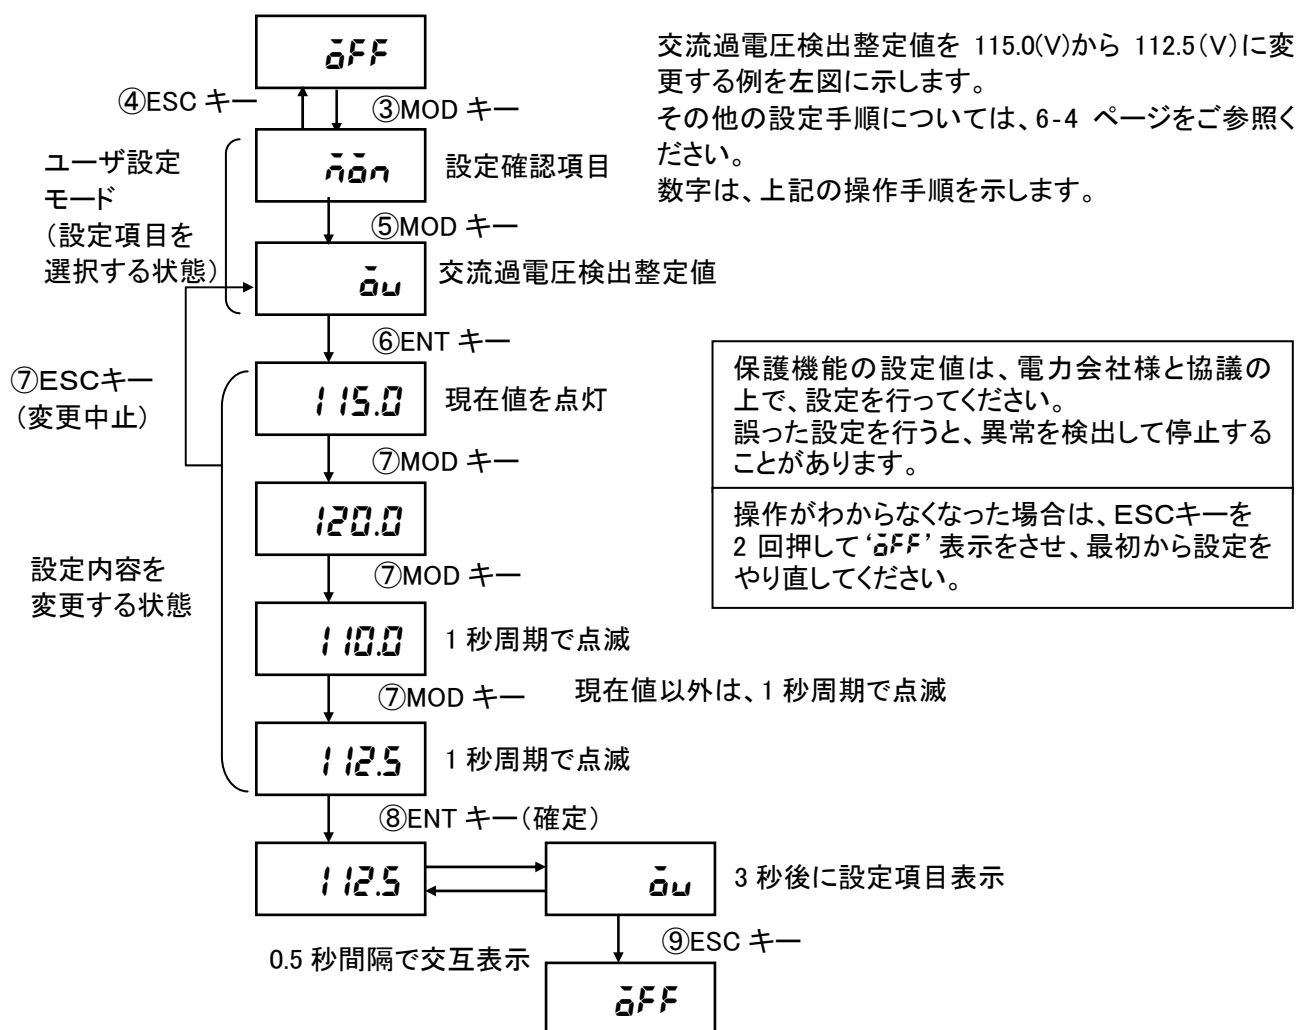 ōFF
交流過電圧検出整定値を 115.0(V)から 112.5(V)に変
更する例を左図に示します。
その他の設定手順については、6-4 ページをご参照く
ださい。
数字は、上記の操作手順を示します。
④ESC キー
③MOD キー
ユーザ設定
モード
(設定項目を
選択する状態)
設定確認項目
⑤MOD キー
ōu
交流過電圧検出整定値
⑥ENT キー
⑦ESCキー
(変更中止)
115.0
現在値を点灯
⑦MOD キー
120.0
設定内容を
変更する状態
⑦MOD キー
110.0
1 秒周期で点滅
⑦MOD キー
現在値以外は、1 秒周期で点滅
112.5
1 秒周期で点滅
⑧ENT キー(確定)
112.5
ōu
3 秒後に設定項目表示
0.5 秒間隔で交互表示
⑨ESC キー
ōFF
保護機能の設定値は、電力会社様と協議の
上で、設定を行ってください。
誤った設定を行うと、異常を検出して停止する
ことがあります。
操作がわからなくなった場合は、ESCキーを
2 回押して‘ōFF’表示をさせ、最初から設定を
やり直してください。